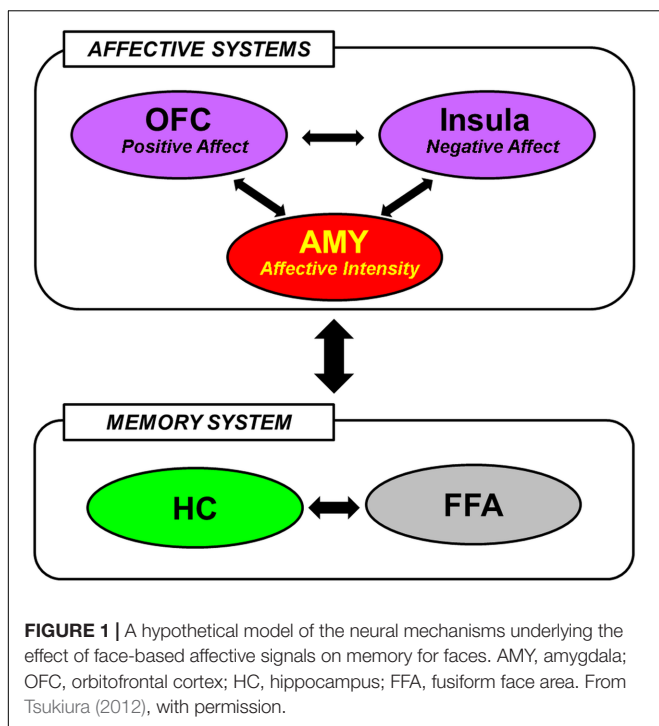 AFFECTIVE SYSTEMS
OFC
Positive Affect
Insula
Negative Affect
AMY
Affective Intensity
MEMORY SYSTEM
HC
FFA
FIGURE 1 | A hypothetical model of the neural mechanisms underlying the
effect of face-based affective signals on memory for faces. AMY, amygdala;
OFC, orbitofrontal cortex; HC, hippocampus; FFA, fusiform face area. From
Tsukiura (2012), with permission.